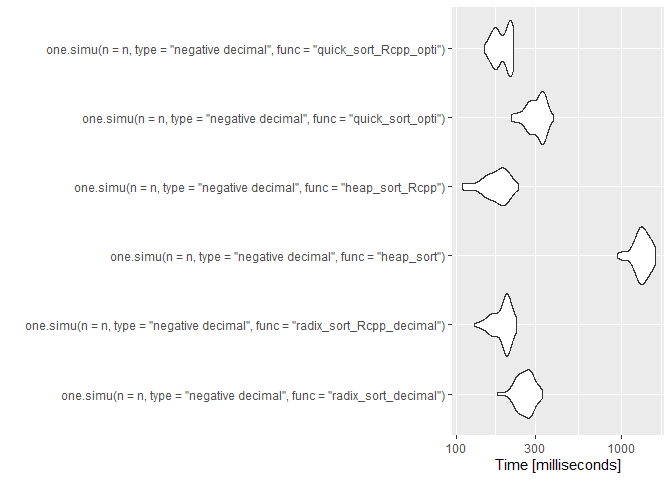 one.simu(n = n, type = "negative decimal", func = "quick_sort_Rcpp_opti")
one.simu(n = n, type = "negative decimal", func = "quick_sort_opti")
one.simu(n = n, type = "negative decimal", func = "heap_sort_Rcpp")
one.simu(n = n, type = "negative decimal", func = "heap_sort")
one.simu(n = n, type = "negative decimal", func = "radix_sort_Rcpp_decimal")
one.simu(n = n, type = "negative decimal", func = "radix_sort_decimal")
100 300 1000
Time [milliseconds]